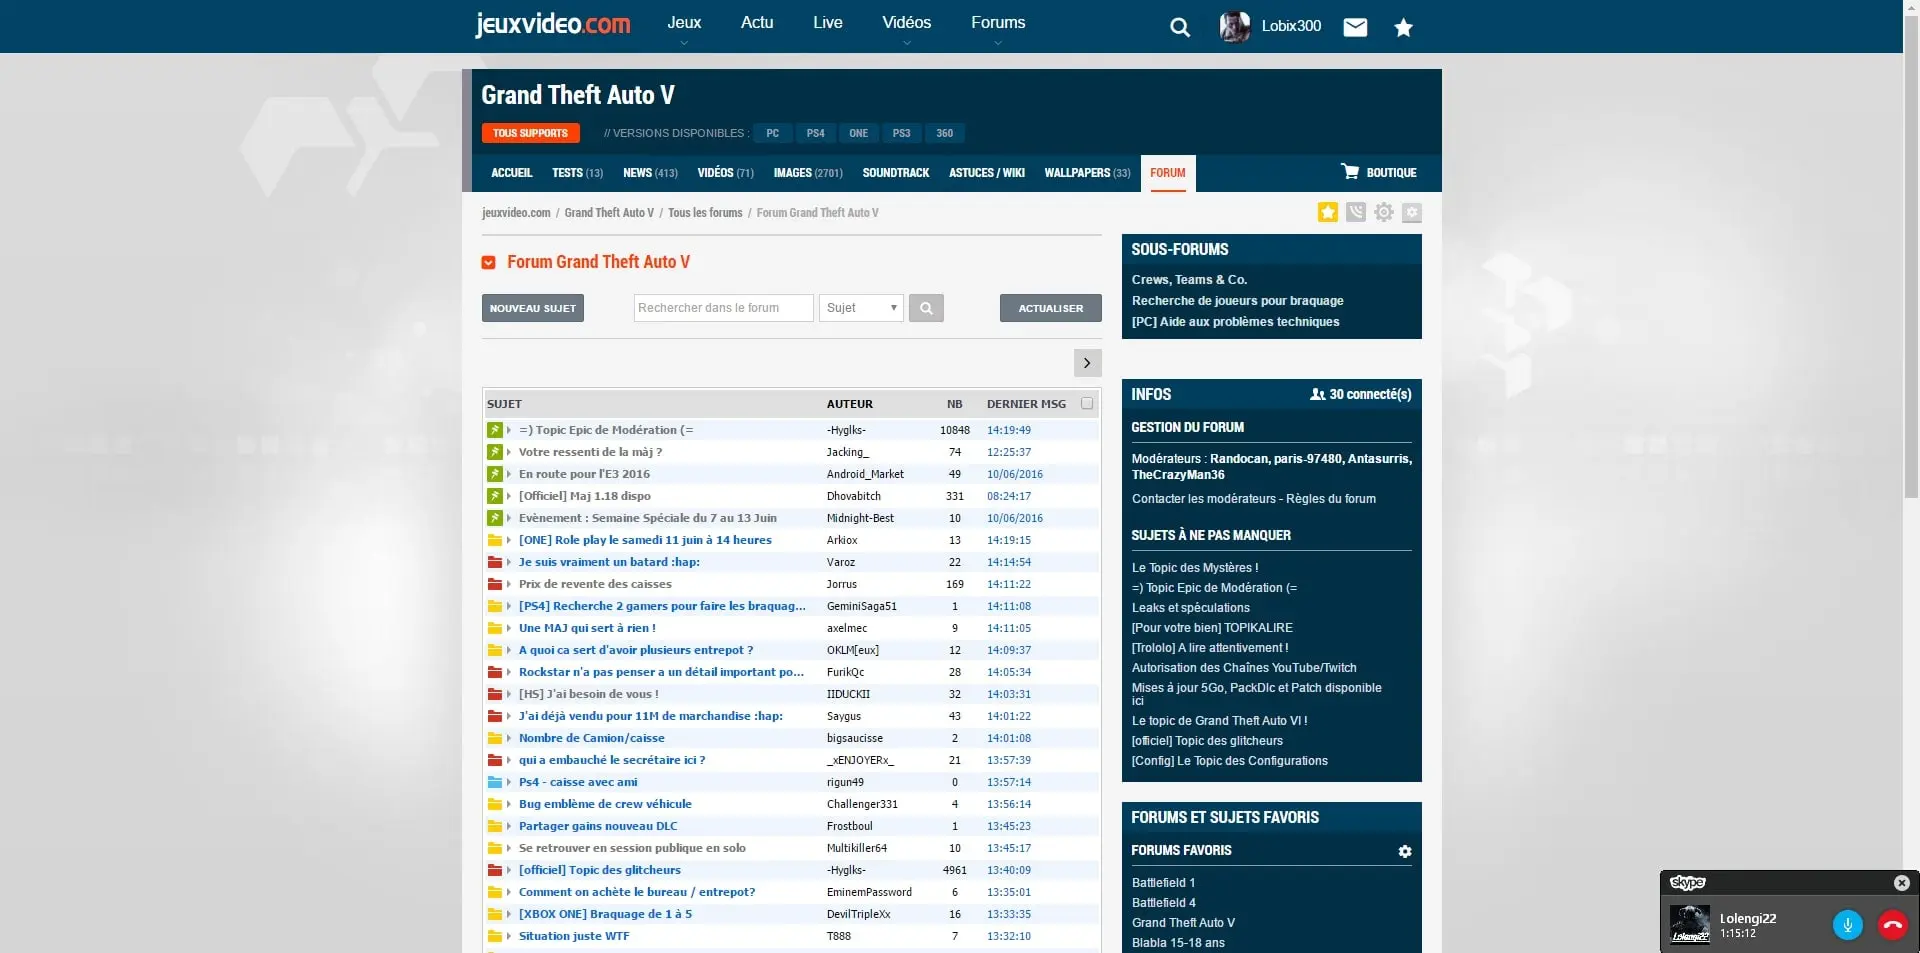 jeuxvideo.com Jeux Actu Live Vidéos Forums Lobix300
Grand Theft Auto V
TOUS SUPPORTS // VERSIONS DISPONIBLES : PC PS4 ONE PS3 360
ACCUEIL TESTS (13) NEWS (413) VIDÉOS (71) IMAGES (2701) SOUNDTRACK ASTUCES / WIKI WALLPAPERS (33) FORUM BOUTIQUE
jeuxvideo.com / Grand Theft Auto V / Tous les forums / Forum Grand Theft Auto V
Forum Grand Theft Auto V
NOUVEAU SUJET Rechercher dans le forum Sujet ACTUALISER
SUJET AUTEUR NB DERNIER MSG
=) Topic Epic de Modération (= -Hyglks- 10848 14:19:49
Votre ressenti de la màj ? Jacking_ 74 12:25:37
En route pour l'E3 2016 Android_Market 49 10/06/2016
[Officiel] Maj 1.18 dispo Dhovabitch 331 08:24:17
Evènement : Semaine Spéciale du 7 au 13 Juin Midnight-Best 10 10/06/2016
[ONE] Role play le samedi 11 juin à 14 heures Arkiox 13 14:19:15
Je suis vraiment un batard :hap: Varoz 22 14:14:54
Prix de revente des caisses Jorrus 169 14:11:22
[PS4] Recherche 2 gamers pour faire les braquag... GeminiSaga51 1 14:11:08
Une MAJ qui sert à rien ! axelmec 9 14:11:05
A quoi ca sert d'avoir plusieurs entrepot ? OKLM[eux] 12 14:09:37
Rockstar n'a pas penser a un détail important po... FurikQc 28 14:05:34
[HS] J'ai besoin de vous ! IIDUCKII 32 14:03:31
J'ai déjà vendu pour 11M de marchandise :hap: Saygus 43 14:01:22
Nombre de Camion/caisse bigsaucisse 2 14:01:08
qui a embauché le secrétaire ici ? _xENJOYERx_ 21 13:57:39
Ps4 - caisse avec ami rigun49 0 13:57:14
Bug emblème de crew véhicule Challenger331 4 13:56:14
Partager gains nouveau DLC Frostboul 1 13:45:23
Se retrouver en session publique en solo Multikiller64 10 13:45:17
[officiel] Topic des glitcheurs -Hyglks- 4961 13:40:09
Comment on achète le bureau / entrepot? EminemPassword 6 13:35:01
[XBOX ONE] Braquage de 1 à 5 DevilTripleXx 16 13:33:35
Situation juste WTF T888 7 13:32:10
SOUS-FORUMS
Crews, Teams & Co.
Recherche de joueurs pour braquage
[PC] Aide aux problèmes techniques
INFOS 30 connecté(s)
GESTION DU FORUM
Modérateurs : Randocan, paris-97480, Antasurris,
TheCrazyMan36
Contacter les modérateurs - Règles du forum
SUJETS À NE PAS MANQUER
Le Topic des Mystères !
=) Topic Epic de Modération (=
Leaks et spéculations
[Pour votre bien] TOPIKALIRE
[Trololo] A lire attentivement !
Autorisation des Chaînes YouTube/Twitch
Mises à jour 5Go, PackDlc et Patch disponible
ici
Le topic de Grand Theft Auto VI !
[officiel] Topic des glitcheurs
[Config] Le Topic des Configurations
FORUMS ET SUJETS FAVORIS
FORUMS FAVORIS
Battlefield 1
Battlefield 4
Grand Theft Auto V
Blabla 15-18 ans
skype
Lolengi22
Lolengi22
1:15:12